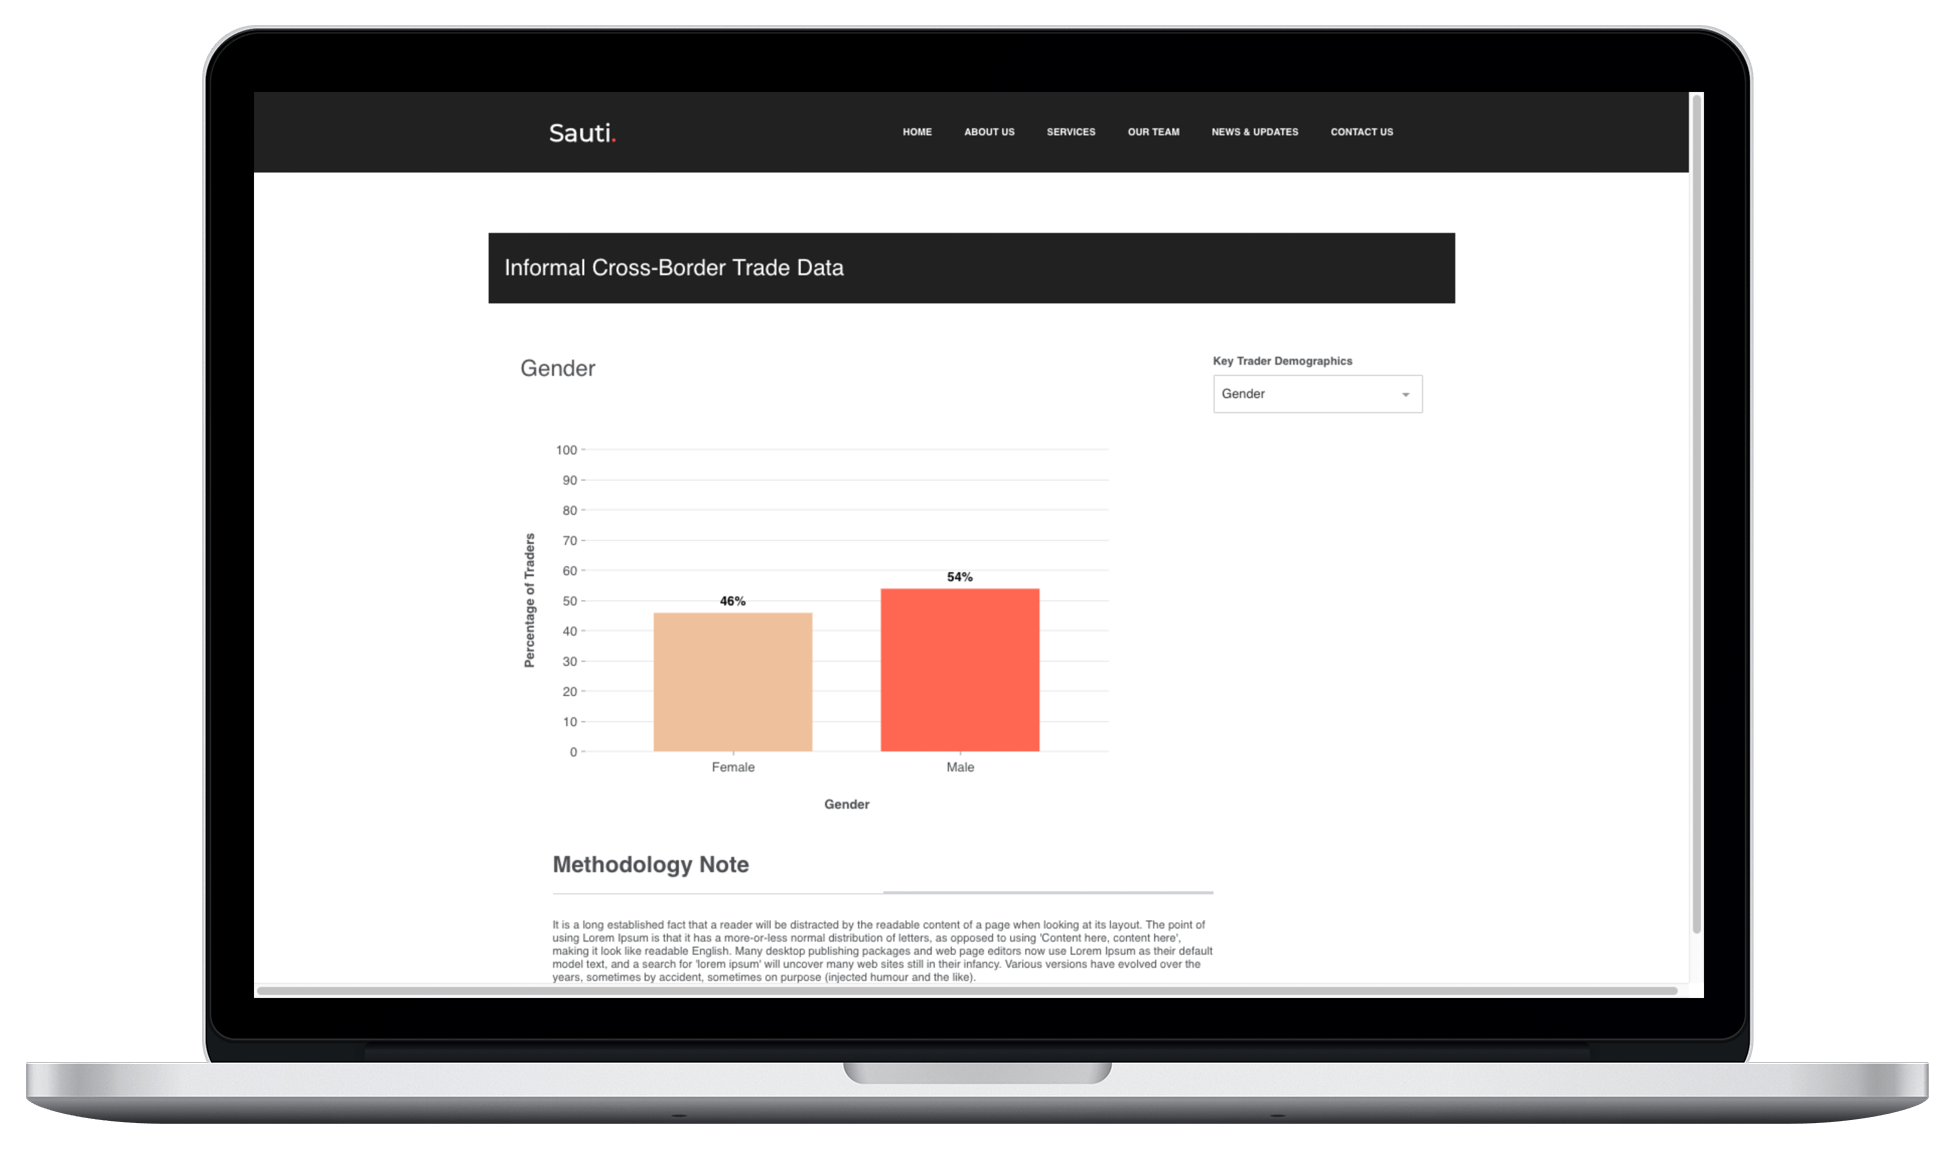 Sauti.
HOME ABOUT US SERVICES OUR TEAM NEWS & UPDATES CONTACT US
Informal Cross-Border Trade Data
Gender
Key Trader Demographics
Gender
100
90
80
70
60
50
40
30
20
10
0
Percentage of Traders
46%
54%
Female
Male
Gender
Methodology Note
It is a long established fact that a reader will be distracted by the readable content of a page when looking at its layout. The point of
using Lorem Ipsum is that it has a more-or-less normal distribution of letters, as opposed to using 'Content here, content here',
making it look like readable English. Many desktop publishing packages and web page editors now use Lorem Ipsum as their default
model text, and a search for 'lorem ipsum' will uncover many web sites still in their infancy. Various versions have evolved over the
years, sometimes by accident, sometimes on purpose (injected humour and the like).